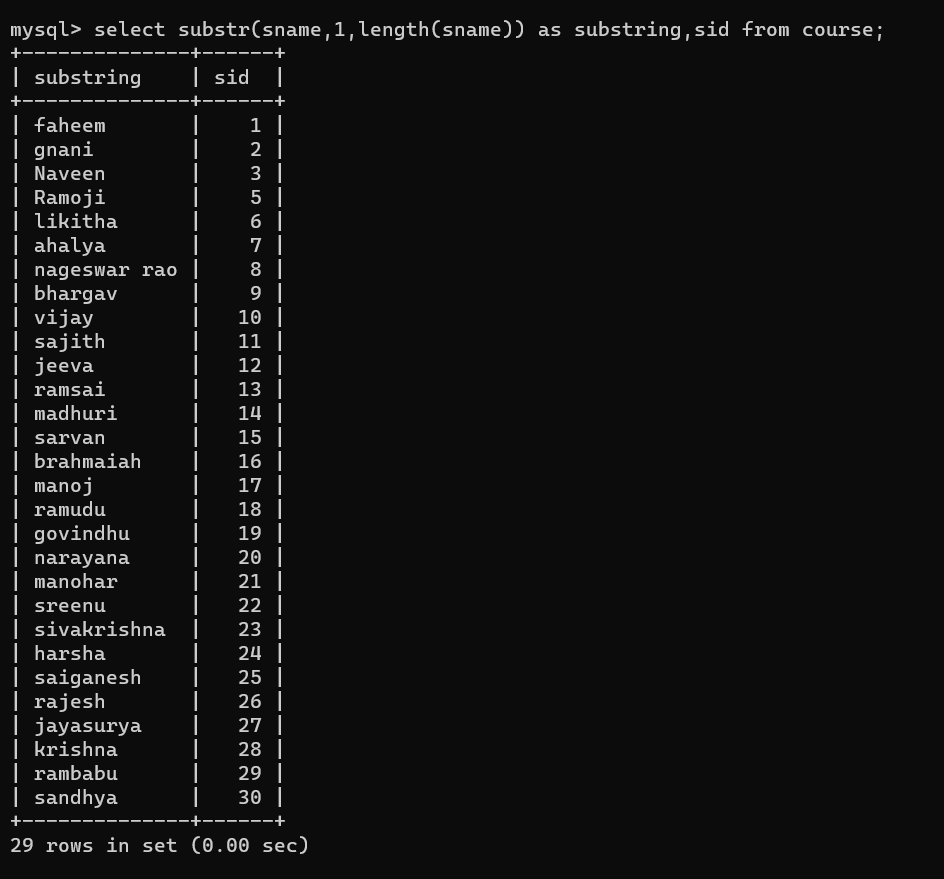 mysql> select substr(sname,1,length(sname)) as substring,sid from course;
+--------------+------+
| substring    | sid  |
+--------------+------+
| faheem       |    1 |
| gnani        |    2 |
| Naveen       |    3 |
| Ramoji       |    5 |
| likitha      |    6 |
| ahalya       |    7 |
| nageswar rao |    8 |
| bhargav      |    9 |
| vijay        |   10 |
| sajith       |   11 |
| jeeva        |   12 |
| ramsai       |   13 |
| madhuri      |   14 |
| sarvan       |   15 |
| brahmaiah    |   16 |
| manoj        |   17 |
| ramudu       |   18 |
| govindhu     |   19 |
| narayana     |   20 |
| manohar      |   21 |
| sreenu       |   22 |
| sivakrishna  |   23 |
| harsha       |   24 |
| saiganesh    |   25 |
| rajesh       |   26 |
| jayasurya    |   27 |
| krishna      |   28 |
| rambabu      |   29 |
| sandhya      |   30 |
+--------------+------+
29 rows in set (0.00 sec)